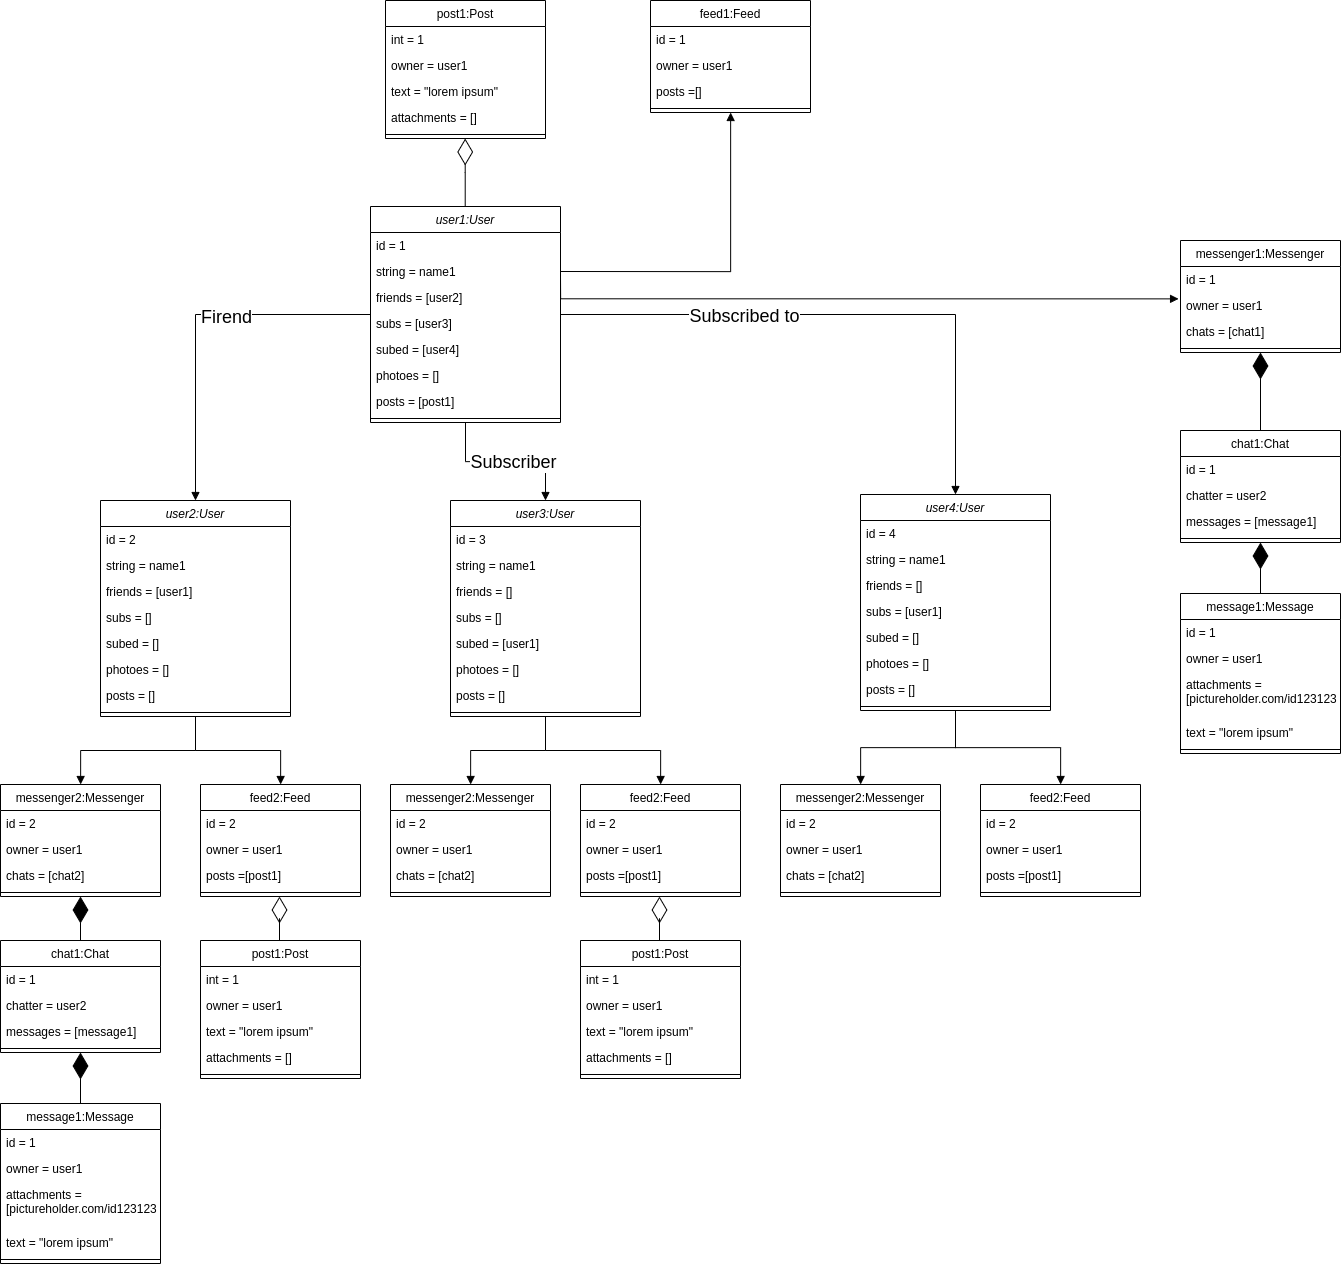 post1:Post
int = 1
owner = user1
text = "lorem ipsum"
attachments = []
feed1:Feed
id = 1
owner = user1
posts =[]
user1:User
id = 1
string = name1
friends = [user2]
subs = [user3]
subed = [user4]
photoes = []
posts = [post1]
Firend
Subscribed to
Subscriber
messenger1:Messenger
id = 1
owner = user1
chats = [chat1]
chat1:Chat
id = 1
chatter = user2
messages = [message1]
message1:Message
id = 1
owner = user1
attachments =
[pictureholder.com/id123123
text = "lorem ipsum"
user2:User
id = 2
string = name1
friends = [user1]
subs = []
subed = []
photoes = []
posts = []
user3:User
id = 3
string = name1
friends = []
subs = []
subed = [user1]
photoes = []
posts = []
user4:User
id = 4
string = name1
friends = []
subs = [user1]
subed = []
photoes = []
posts = []
messenger2:Messenger
id = 2
owner = user1
chats = [chat2]
feed2:Feed
id = 2
owner = user1
posts =[post1]
messenger2:Messenger
id = 2
owner = user1
chats = [chat2]
feed2:Feed
id = 2
owner = user1
posts =[post1]
messenger2:Messenger
id = 2
owner = user1
chats = [chat2]
feed2:Feed
id = 2
owner = user1
posts =[post1]
chat1:Chat
id = 1
chatter = user2
messages = [message1]
post1:Post
int = 1
owner = user1
text = "lorem ipsum"
attachments = []
post1:Post
int = 1
owner = user1
text = "lorem ipsum"
attachments = []
message1:Message
id = 1
owner = user1
attachments =
[pictureholder.com/id123123
text = "lorem ipsum"